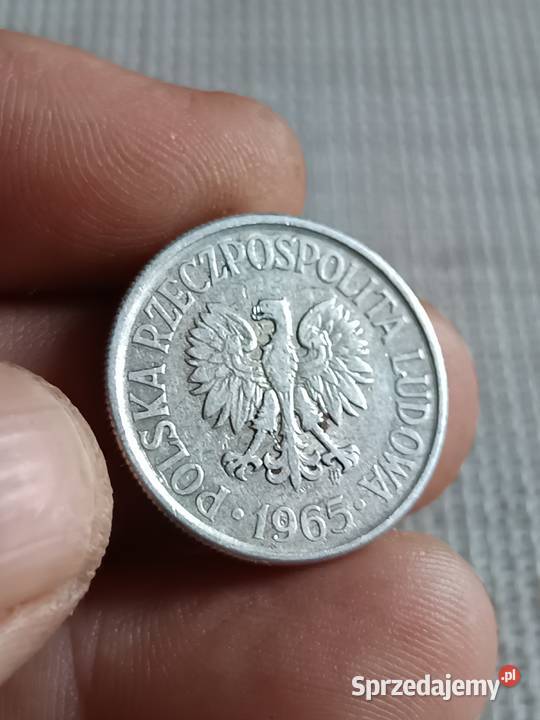 POLSKA RZECZPOSPOLITA LUDOWA
· 1965 ·
Sprzedajemy.pl